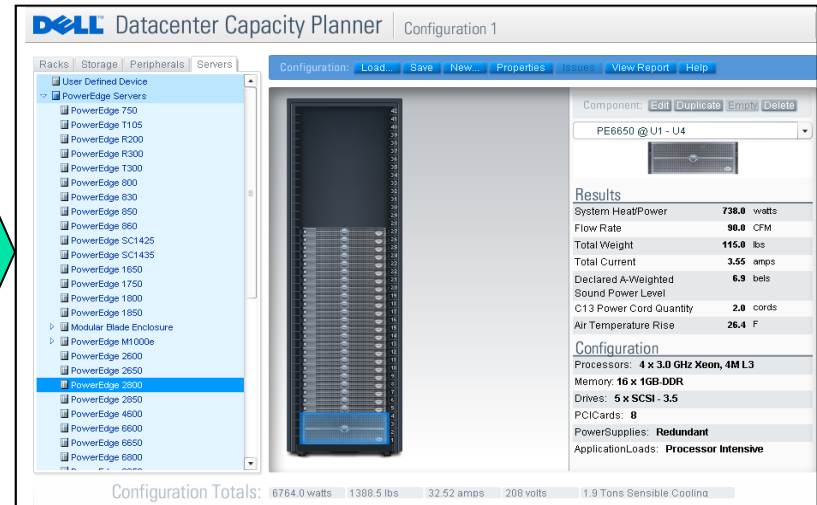 DELL™ Datacenter Capacity Planner | Configuration 1
Racks Storage Peripherals Servers
Configuration: Load... Save New... Properties Issues View Report Help
User Defined Device
PowerEdge Servers
PowerEdge 750
PowerEdge T105
PowerEdge R200
PowerEdge R300
PowerEdge T300
PowerEdge 800
PowerEdge 830
PowerEdge 850
PowerEdge 860
PowerEdge SC1425
PowerEdge SC1435
PowerEdge 1650
PowerEdge 1750
PowerEdge 1800
PowerEdge 1850
Modular Blade Enclosure
PowerEdge M1000e
PowerEdge 2600
PowerEdge 2650
PowerEdge 2800
PowerEdge 2850
PowerEdge 4600
PowerEdge 6600
PowerEdge 6650
PowerEdge 6800
Component: Edit Duplicate Empty Delete
PE6650 @ U1 - U4
Results
System Heat/Power 738.0 watts
Flow Rate 90.0 CFM
Total Weight 115.0 lbs
Total Current 3.55 amps
Declared A-Weighted 6.9 bels
Sound Power Level
C13 Power Cord Quantity 2.0 cords
Air Temperature Rise 26.4 F
Configuration
Processors: 4 x 3.0 GHz Xeon, 4M L3
Memory: 16 x 1GB-DDR
Drives: 5 x SCSI - 3.5
PCICards: 8
PowerSupplies: Redundant
ApplicationLoads: Processor Intensive
Configuration Totals: 6764.0 watts 1388.5 lbs 32.52 amps 208 volts 1.9 Tons Sensible Cooling